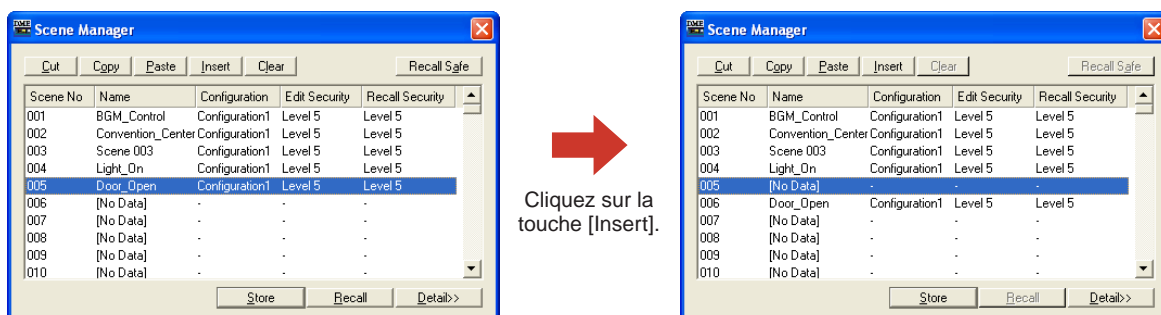 DME Scene Manager
Cut Copy Paste Insert Clear Recall Safe
Scene No Name Configuration Edit Security Recall Security
001 BGM_Control Configuration1 Level 5 Level 5
002 Convention_Center Configuration1 Level 5 Level 5
003 Scene 003 Configuration1 Level 5 Level 5
004 Light_On Configuration1 Level 5 Level 5
005 Door_Open Configuration1 Level 5 Level 5
006 [No Data] - - -
007 [No Data] - - -
008 [No Data] - - -
009 [No Data] - - -
010 [No Data] - - -
Store Recall Detail>>
Cliquez sur la
touche [Insert].
DME Scene Manager
Cut Copy Paste Insert Clear Recall Safe
Scene No Name Configuration Edit Security Recall Security
001 BGM_Control Configuration1 Level 5 Level 5
002 Convention_Center Configuration1 Level 5 Level 5
003 Scene 003 Configuration1 Level 5 Level 5
004 Light_On Configuration1 Level 5 Level 5
005 [No Data] - - -
006 Door_Open Configuration1 Level 5 Level 5
007 [No Data] - - -
008 [No Data] - - -
009 [No Data] - - -
010 [No Data] - - -
Store Recall Detail>>